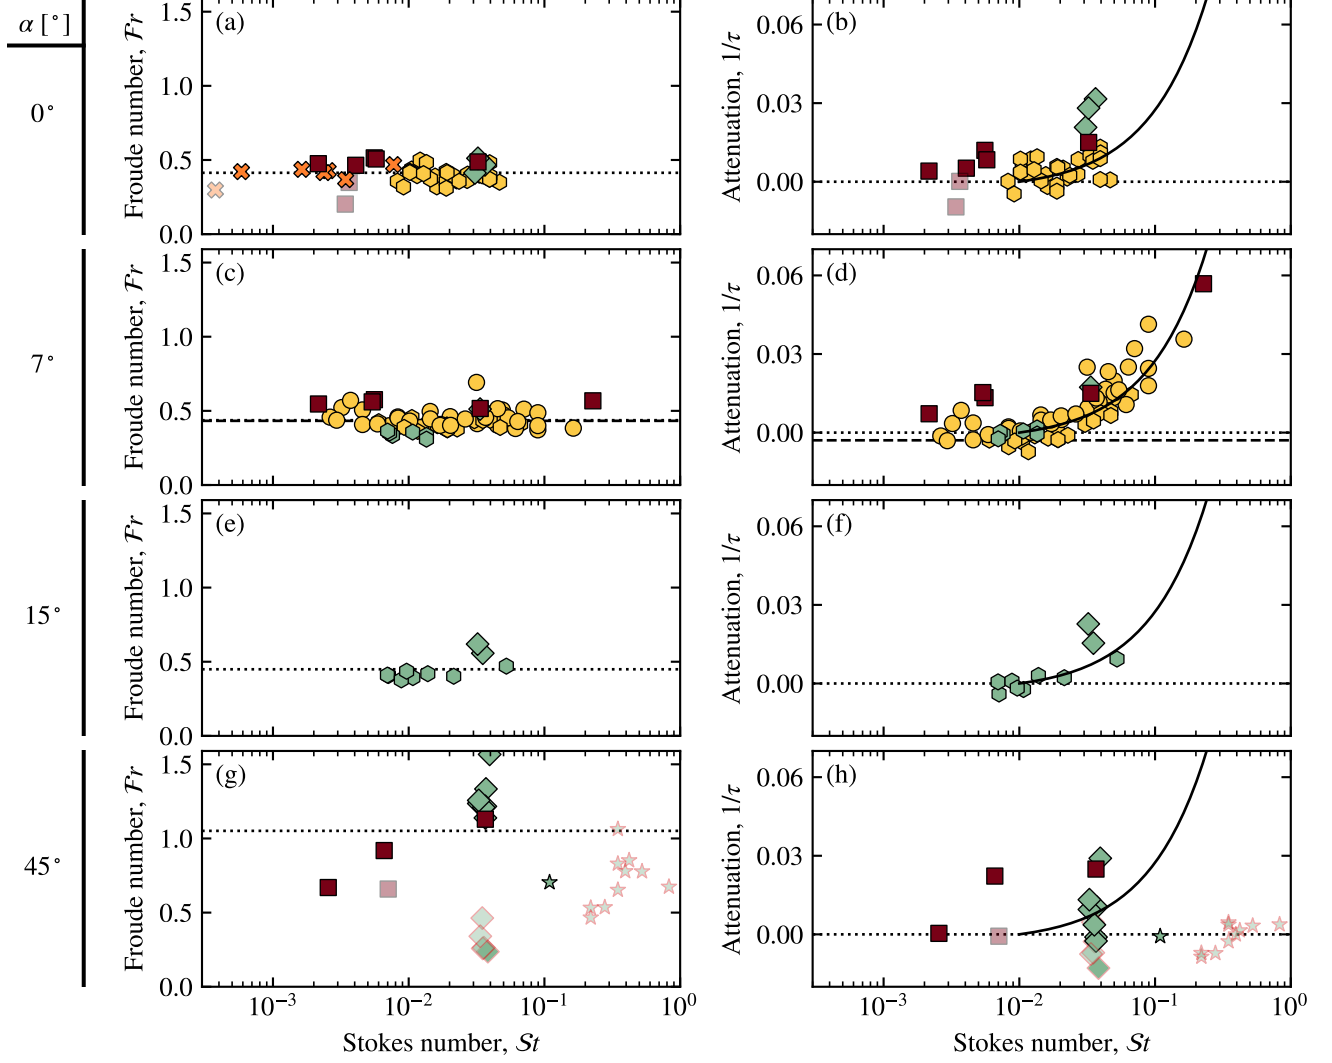 α [°]
0°
7°
15°
45°
(a)
Froude number, Fr
1.5
1.0
0.5
0.0
(b)
Attenuation, 1/τ
0.06
0.03
0.00
(c)
Froude number, Fr
1.5
1.0
0.5
0.0
(d)
Attenuation, 1/τ
0.06
0.03
0.00
(e)
Froude number, Fr
1.5
1.0
0.5
0.0
(f)
Attenuation, 1/τ
0.06
0.03
0.00
(g)
Froude number, Fr
1.5
1.0
0.5
0.0
10⁻³ 10⁻² 10⁻¹ 10⁰
Stokes number, St
(h)
Attenuation, 1/τ
0.06
0.03
0.00
10⁻³ 10⁻² 10⁻¹ 10⁰
Stokes number, St